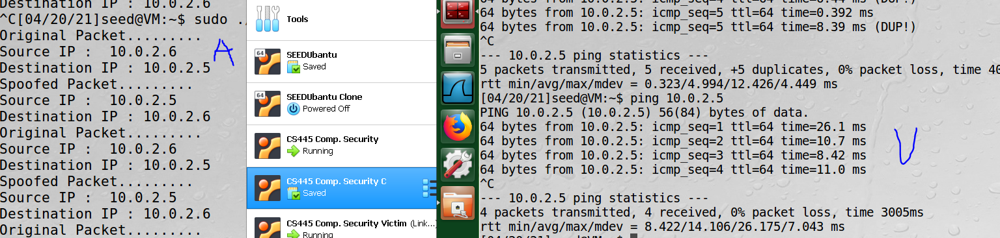 Destination IP : 10.0.2.6
^C[04/20/21]seed@VM:~$ sudo ./
Original Packet.........
Source IP :  10.0.2.6
Destination IP : 10.0.2.5
Spoofed Packet.........
Source IP :  10.0.2.5
Destination IP : 10.0.2.6
Original Packet.........
Source IP :  10.0.2.6
Destination IP : 10.0.2.5
Spoofed Packet.........
Source IP :  10.0.2.5
Destination IP : 10.0.2.6
Original Packet.........
A
Tools
64
SEEDUbuntu
Saved
64
SEEDUbuntu Clone
Powered Off
CS445 Comp. Security
Running
CS445 Comp. Security C
Saved
CS445 Comp. Security Victim (Link...)
Running
64 bytes from 10.0.2.5: icmp_seq=4 ttl=64 time=8.44 ms (DUP!)
64 bytes from 10.0.2.5: icmp_seq=5 ttl=64 time=0.392 ms
64 bytes from 10.0.2.5: icmp_seq=5 ttl=64 time=8.39 ms (DUP!)
^C
--- 10.0.2.5 ping statistics ---
5 packets transmitted, 5 received, +5 duplicates, 0% packet loss, time 40
rtt min/avg/max/mdev = 0.323/4.994/12.426/4.449 ms
[04/20/21]seed@VM:~$ ping 10.0.2.5
PING 10.0.2.5 (10.0.2.5) 56(84) bytes of data.
64 bytes from 10.0.2.5: icmp_seq=1 ttl=64 time=26.1 ms
64 bytes from 10.0.2.5: icmp_seq=2 ttl=64 time=10.7 ms
64 bytes from 10.0.2.5: icmp_seq=3 ttl=64 time=8.42 ms
64 bytes from 10.0.2.5: icmp_seq=4 ttl=64 time=11.0 ms
^C
--- 10.0.2.5 ping statistics ---
4 packets transmitted, 4 received, 0% packet loss, time 3005ms
rtt min/avg/max/mdev = 8.422/14.106/26.175/7.043 ms
[04/20/21]seed@VM:~$
V